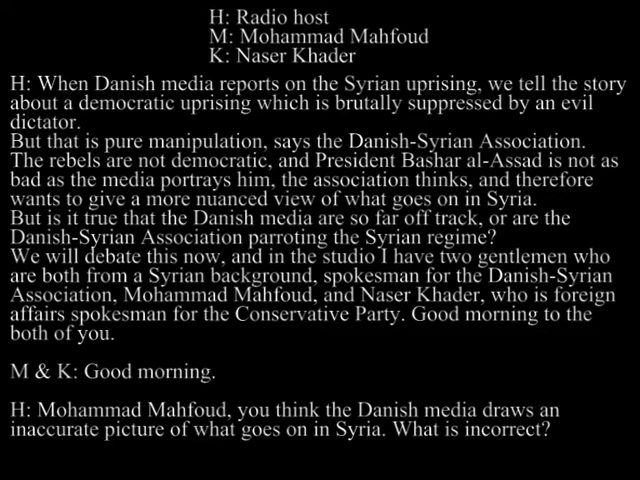 H: Radio host
M: Mohammad Mahfoud
K: Naser Khader
H: When Danish media reports on the Syrian uprising, we tell the story
about a democratic uprising which is brutally suppressed by an evil
dictator.
But that is pure manipulation, says the Danish-Syrian Association.
The rebels are not democratic, and President Bashar al-Assad is not as
bad as the media portrays him, the association thinks, and therefore
wants to give a more nuanced view of what goes on in Syria.
But is it true that the Danish media are so far off track, or are the
Danish-Syrian Association parroting the Syrian regime?
We will debate this now, and in the studio I have two gentlemen who
are both from a Syrian background, spokesman for the Danish-Syrian
Association, Mohammad Mahfoud, and Naser Khader, who is foreign
affairs spokesman for the Conservative Party. Good morning to the
both of you.
M & K: Good morning.
H: Mohammad Mahfoud, you think the Danish media draws an
inaccurate picture of what goes on in Syria. What is incorrect?